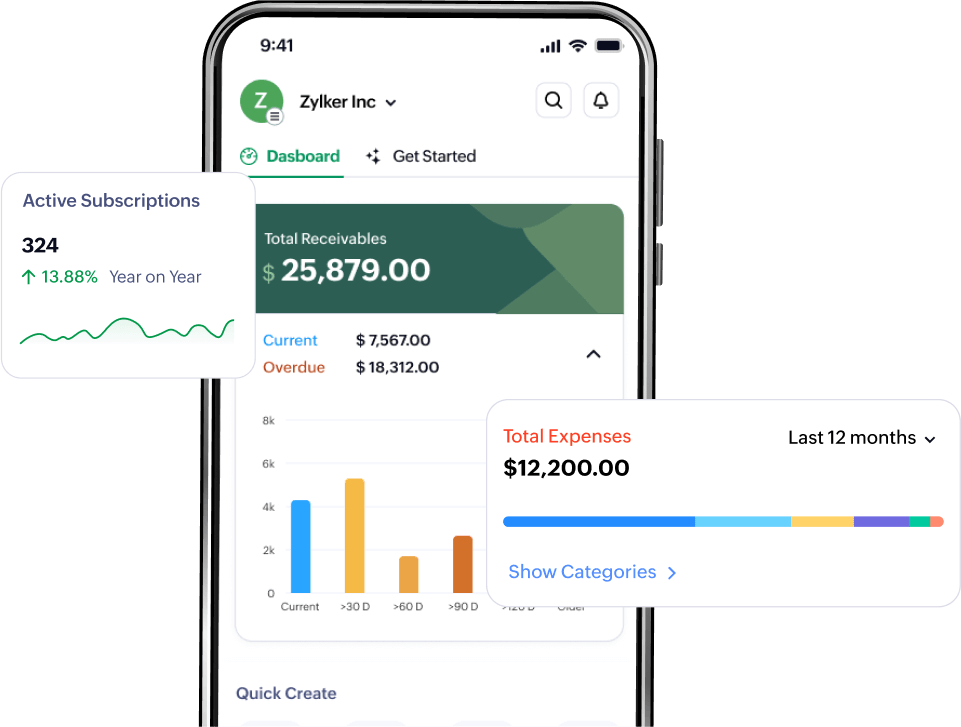 9:41
Z
Zylker Inc
Dasboard
Get Started
Active Subscriptions
324
13.88% Year on Year
Total Receivables
$ 25,879.00
Current $ 7,567.00
Overdue $ 18,312.00
8k
6k
4k
2k
0
Current >30 D >60 D >90 D >120 D Older
Total Expenses
Last 12 months
$12,200.00
Show Categories
Quick Create